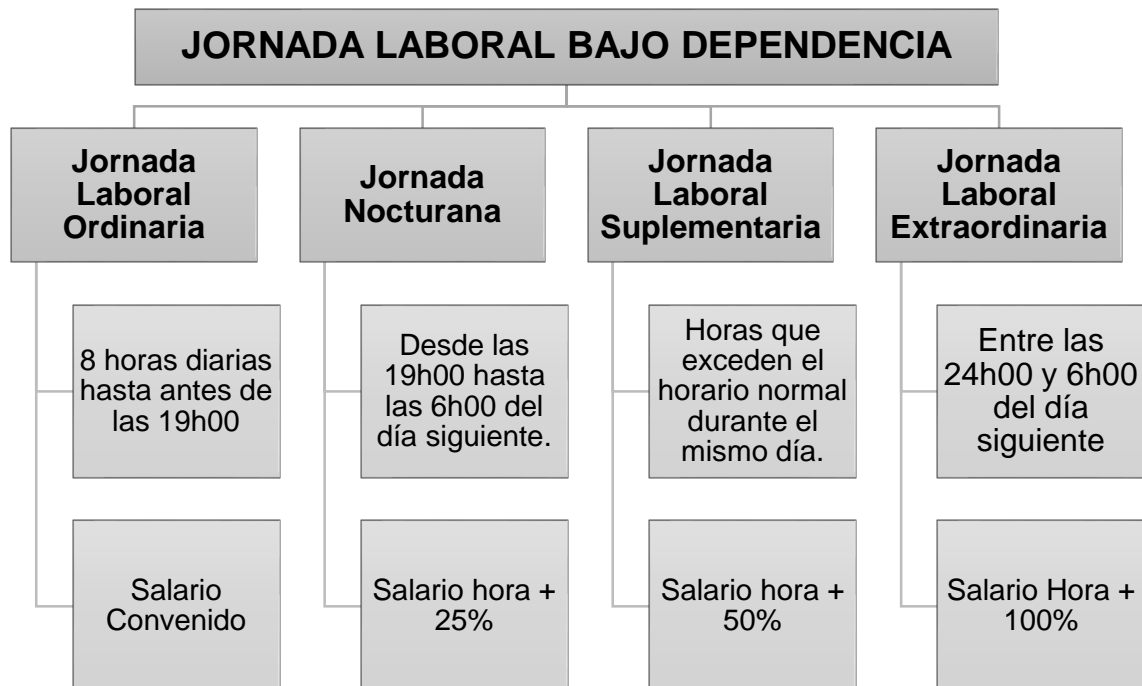 JORNADA LABORAL BAJO DEPENDENCIA
Jornada
Laboral
Ordinaria
8 horas diarias
hasta antes de
las 19h00
Salario
Convenido
Jornada
Nocturana
Desde las
19h00 hasta
las 6h00 del
día siguiente.
Salario hora +
25%
Jornada
Laboral
Suplementaria
Horas que
exceden el
horario normal
durante el
mismo día.
Salario hora +
50%
Jornada
Laboral
Extraordinaria
Entre las
24h00 y 6h00
del día
siguiente
Salario Hora +
100%